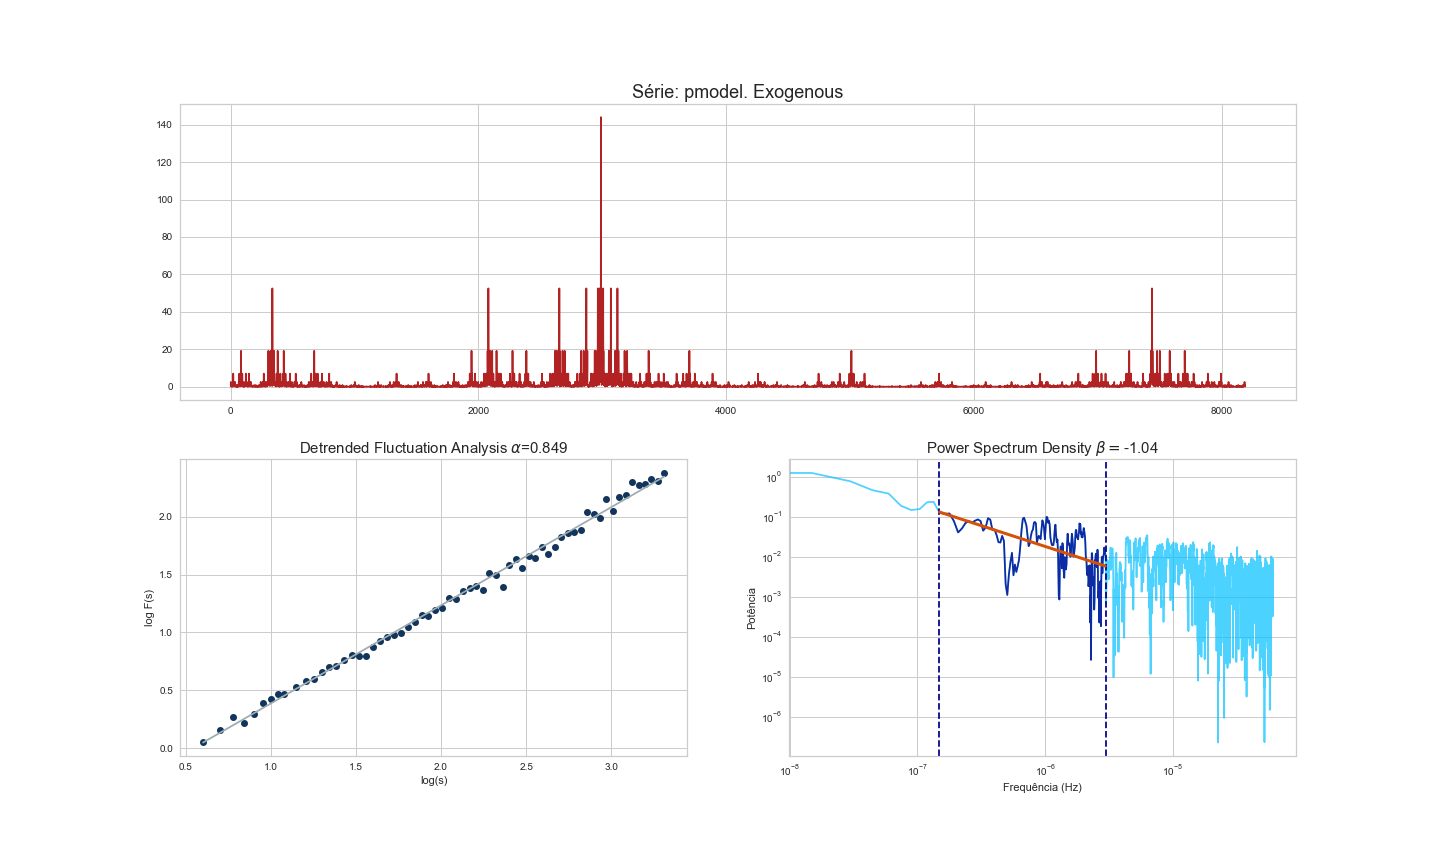 Série: pmodel. Exogenous
140
120
100
80
60
40
20
0
0 2000 4000 6000 8000
Detrended Fluctuation Analysis α=0.849
log F(s)
2.0
1.5
1.0
0.5
0.0
0.5 1.0 1.5 2.0 2.5 3.0
log(s)
Power Spectrum Density β = -1.04
Potência
10⁰
10⁻¹
10⁻²
10⁻³
10⁻⁴
10⁻⁵
10⁻⁶
10⁻⁸ 10⁻⁷ 10⁻⁶ 10⁻⁵
Frequência (Hz)